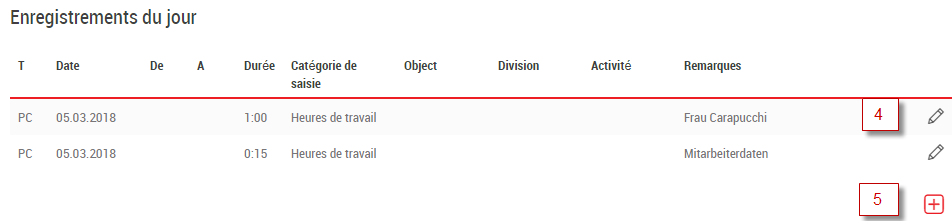 Enregistrements du jour
T Date De A Durée Catégorie de saisie Object Division Activité Remarques
PC 05.03.2018 1:00 Heures de travail Frau Carapucchi 4
PC 05.03.2018 0:15 Heures de travail Mitarbeiterdaten
5